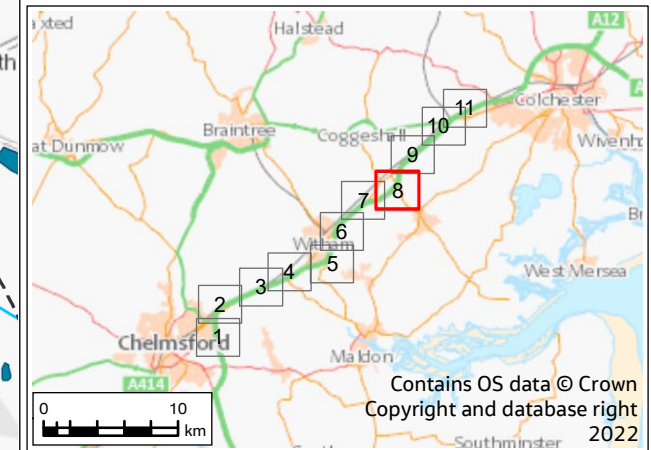 axted
Halstead
A12
th
Colchester
11
10
Braintree
Coggeshall
at Dunmow
9
Wivenh
8
7
6
Witham
5
West Mersea
4
3
2
1
Chelmsford
Maldon
A414
Contains OS data © Crown
Copyright and database right
2022
0 10
km
Southminster